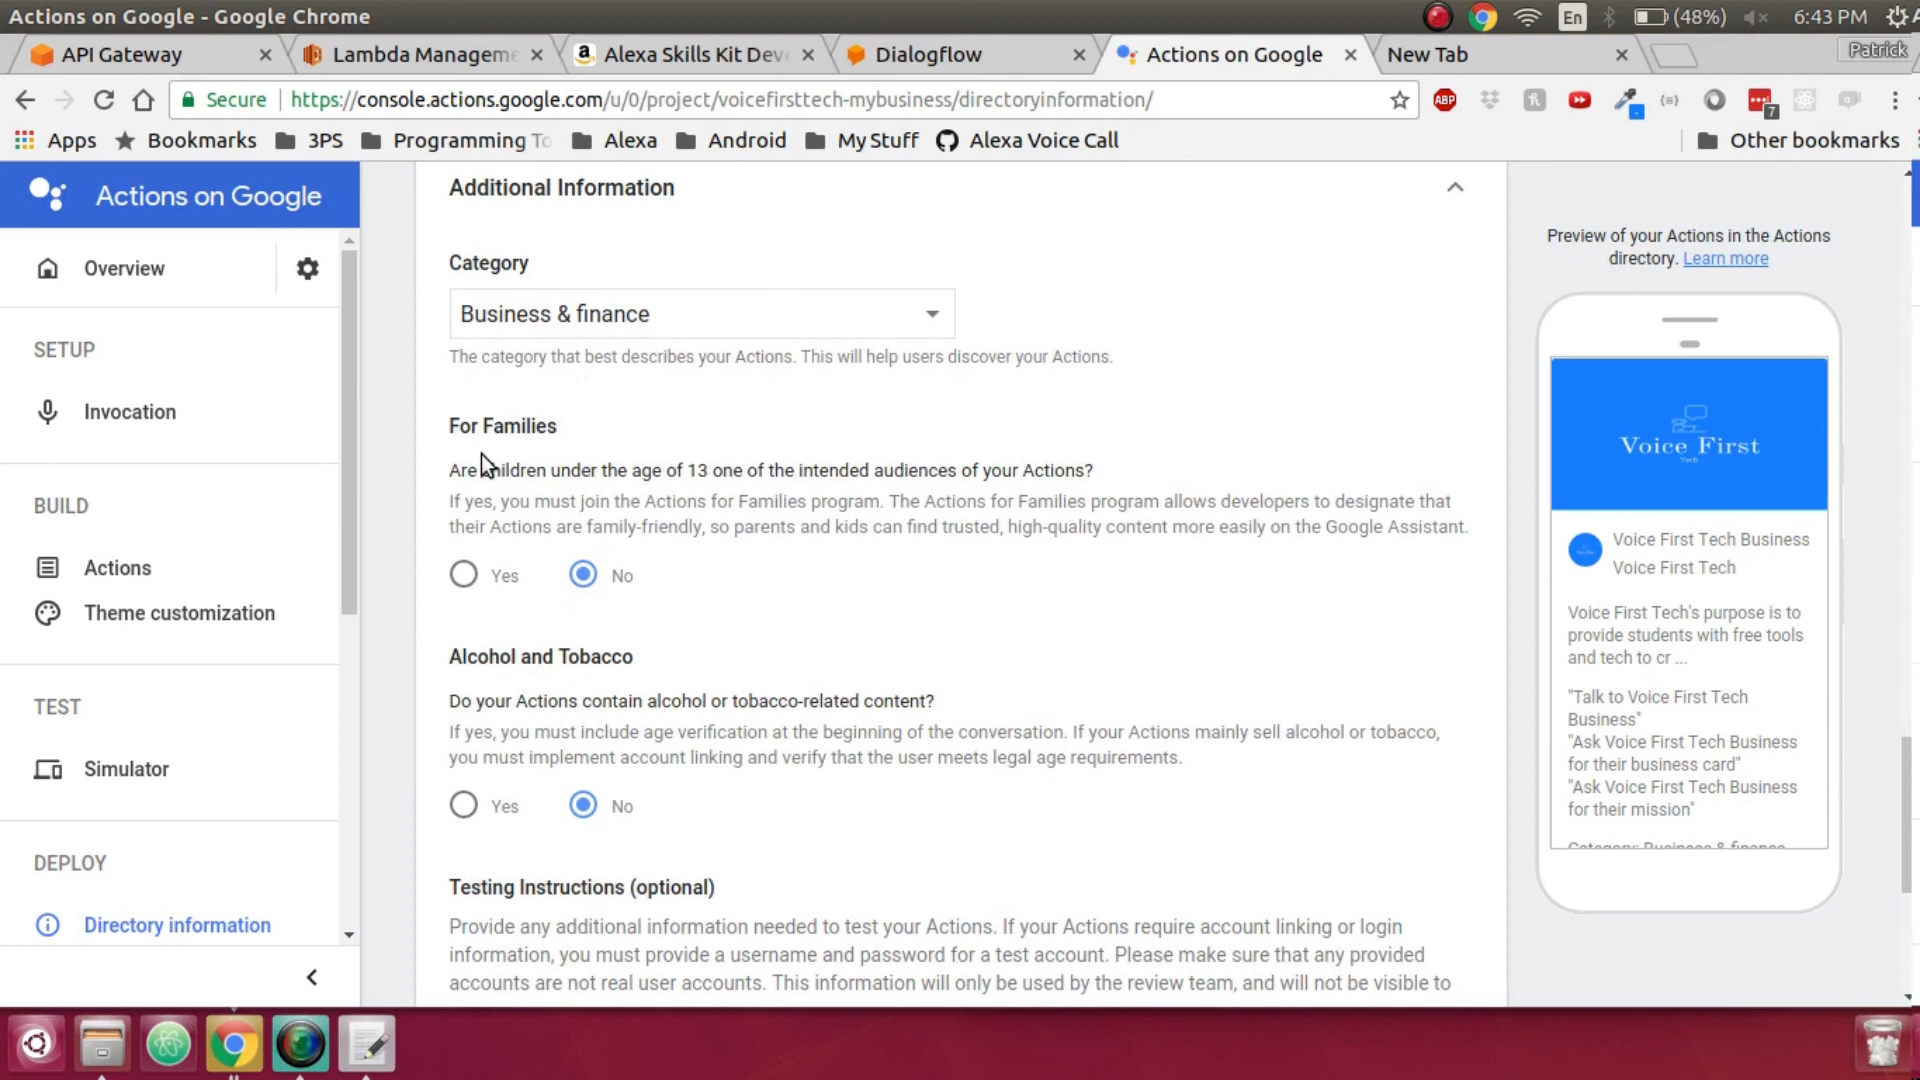 Actions on Google - Google Chrome
En
(48%)
6:43 PM
API Gateway
Lambda Manageme
Alexa Skills Kit Deve
Dialogflow
Actions on Google
New Tab
Patrick
Secure
https://console.actions.google.com/u/0/project/voicefirsttech-mybusiness/directoryinformation/
ABP
7
Apps
Bookmarks
3PS
Programming To
Alexa
Android
My Stuff
Alexa Voice Call
Other bookmarks
Actions on Google
Overview
SETUP
Invocation
BUILD
Actions
Theme customization
TEST
Simulator
DEPLOY
Directory information
Additional Information
Category
Business & finance
The category that best describes your Actions. This will help users discover your Actions.
For Families
Are children under the age of 13 one of the intended audiences of your Actions?
If yes, you must join the Actions for Families program. The Actions for Families program allows developers to designate that
their Actions are family-friendly, so parents and kids can find trusted, high-quality content more easily on the Google Assistant.
Yes
No
Alcohol and Tobacco
Do your Actions contain alcohol or tobacco-related content?
If yes, you must include age verification at the beginning of the conversation. If your Actions mainly sell alcohol or tobacco,
you must implement account linking and verify that the user meets legal age requirements.
Yes
No
Testing Instructions (optional)
Provide any additional information needed to test your Actions. If your Actions require account linking or login
information, you must provide a username and password for a test account. Please make sure that any provided
accounts are not real user accounts. This information will only be used by the review team, and will not be visible to
Preview of your Actions in the Actions
directory. Learn more
Voice First
Tech
Voice First Tech Business
Voice First Tech
Voice First Tech's purpose is to
provide students with free tools
and tech to cr ...
"Talk to Voice First Tech
Business"
"Ask Voice First Tech Business
for their business card"
"Ask Voice First Tech Business
for their mission"
Category: Business & finance